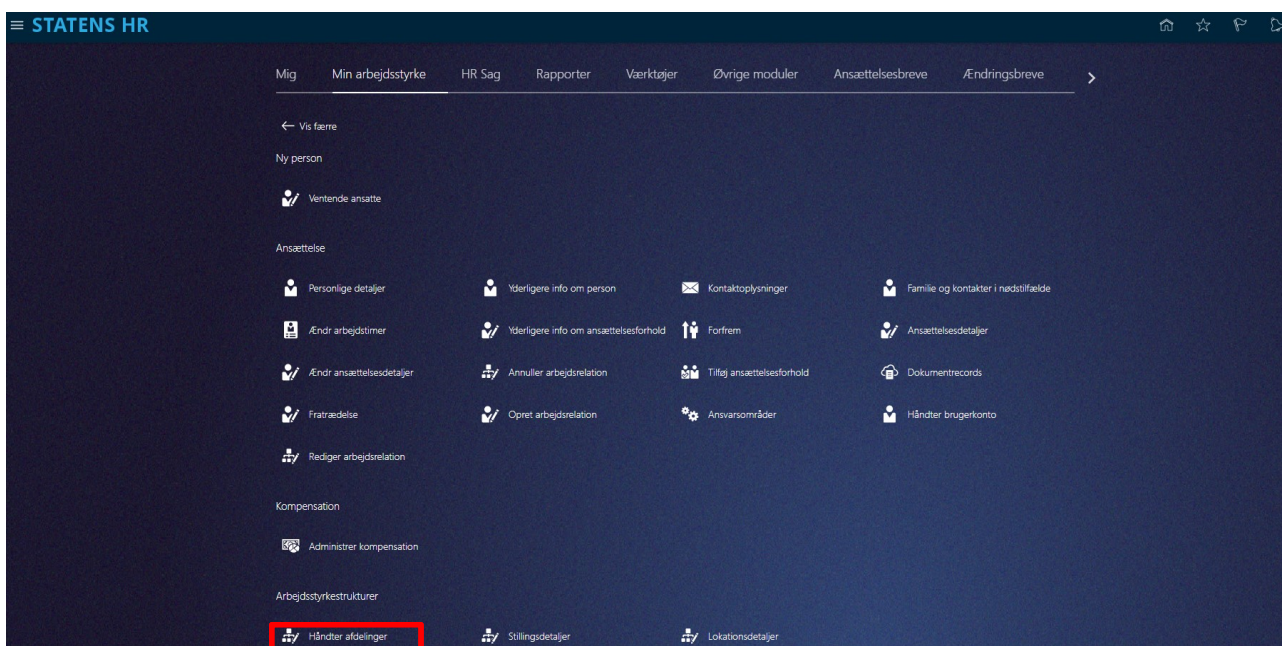 STATENS HR
Mig Min arbejdsstyrke HR Sag Rapporter Værktøjer Øvrige moduler Ansættelsesbreve Ændringsbreve
Vis færre
Ny person
Ventende ansatte
Ansættelse
Personlige detaljer Yderligere info om person Kontaktoplysninger Familie og kontakter i nødstilfælde
Ændr arbejdstimer Yderligere info om ansættelsesforhold Forfrem Ansættelsesdetaljer
Ændr ansættelsesdetaljer Annuller arbejdsrelation Tilføj ansættelsesforhold Dokumentrecords
Fratrædelse Opret arbejdsrelation Ansvarsområder Håndter brugerkonto
Rediger arbejdsrelation
Kompensation
Administrer kompensation
Arbejdsstyrkestrukturer
Håndter afdelinger Stillingsdetaljer Lokationsdetaljer